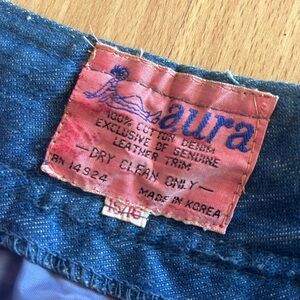 aura
100% COTTON DENIM
EXCLUSIVE OF GENUINE
LEATHER TRIM
— DRY CLEAN ONLY —
RN 14924
MADE IN KOREA